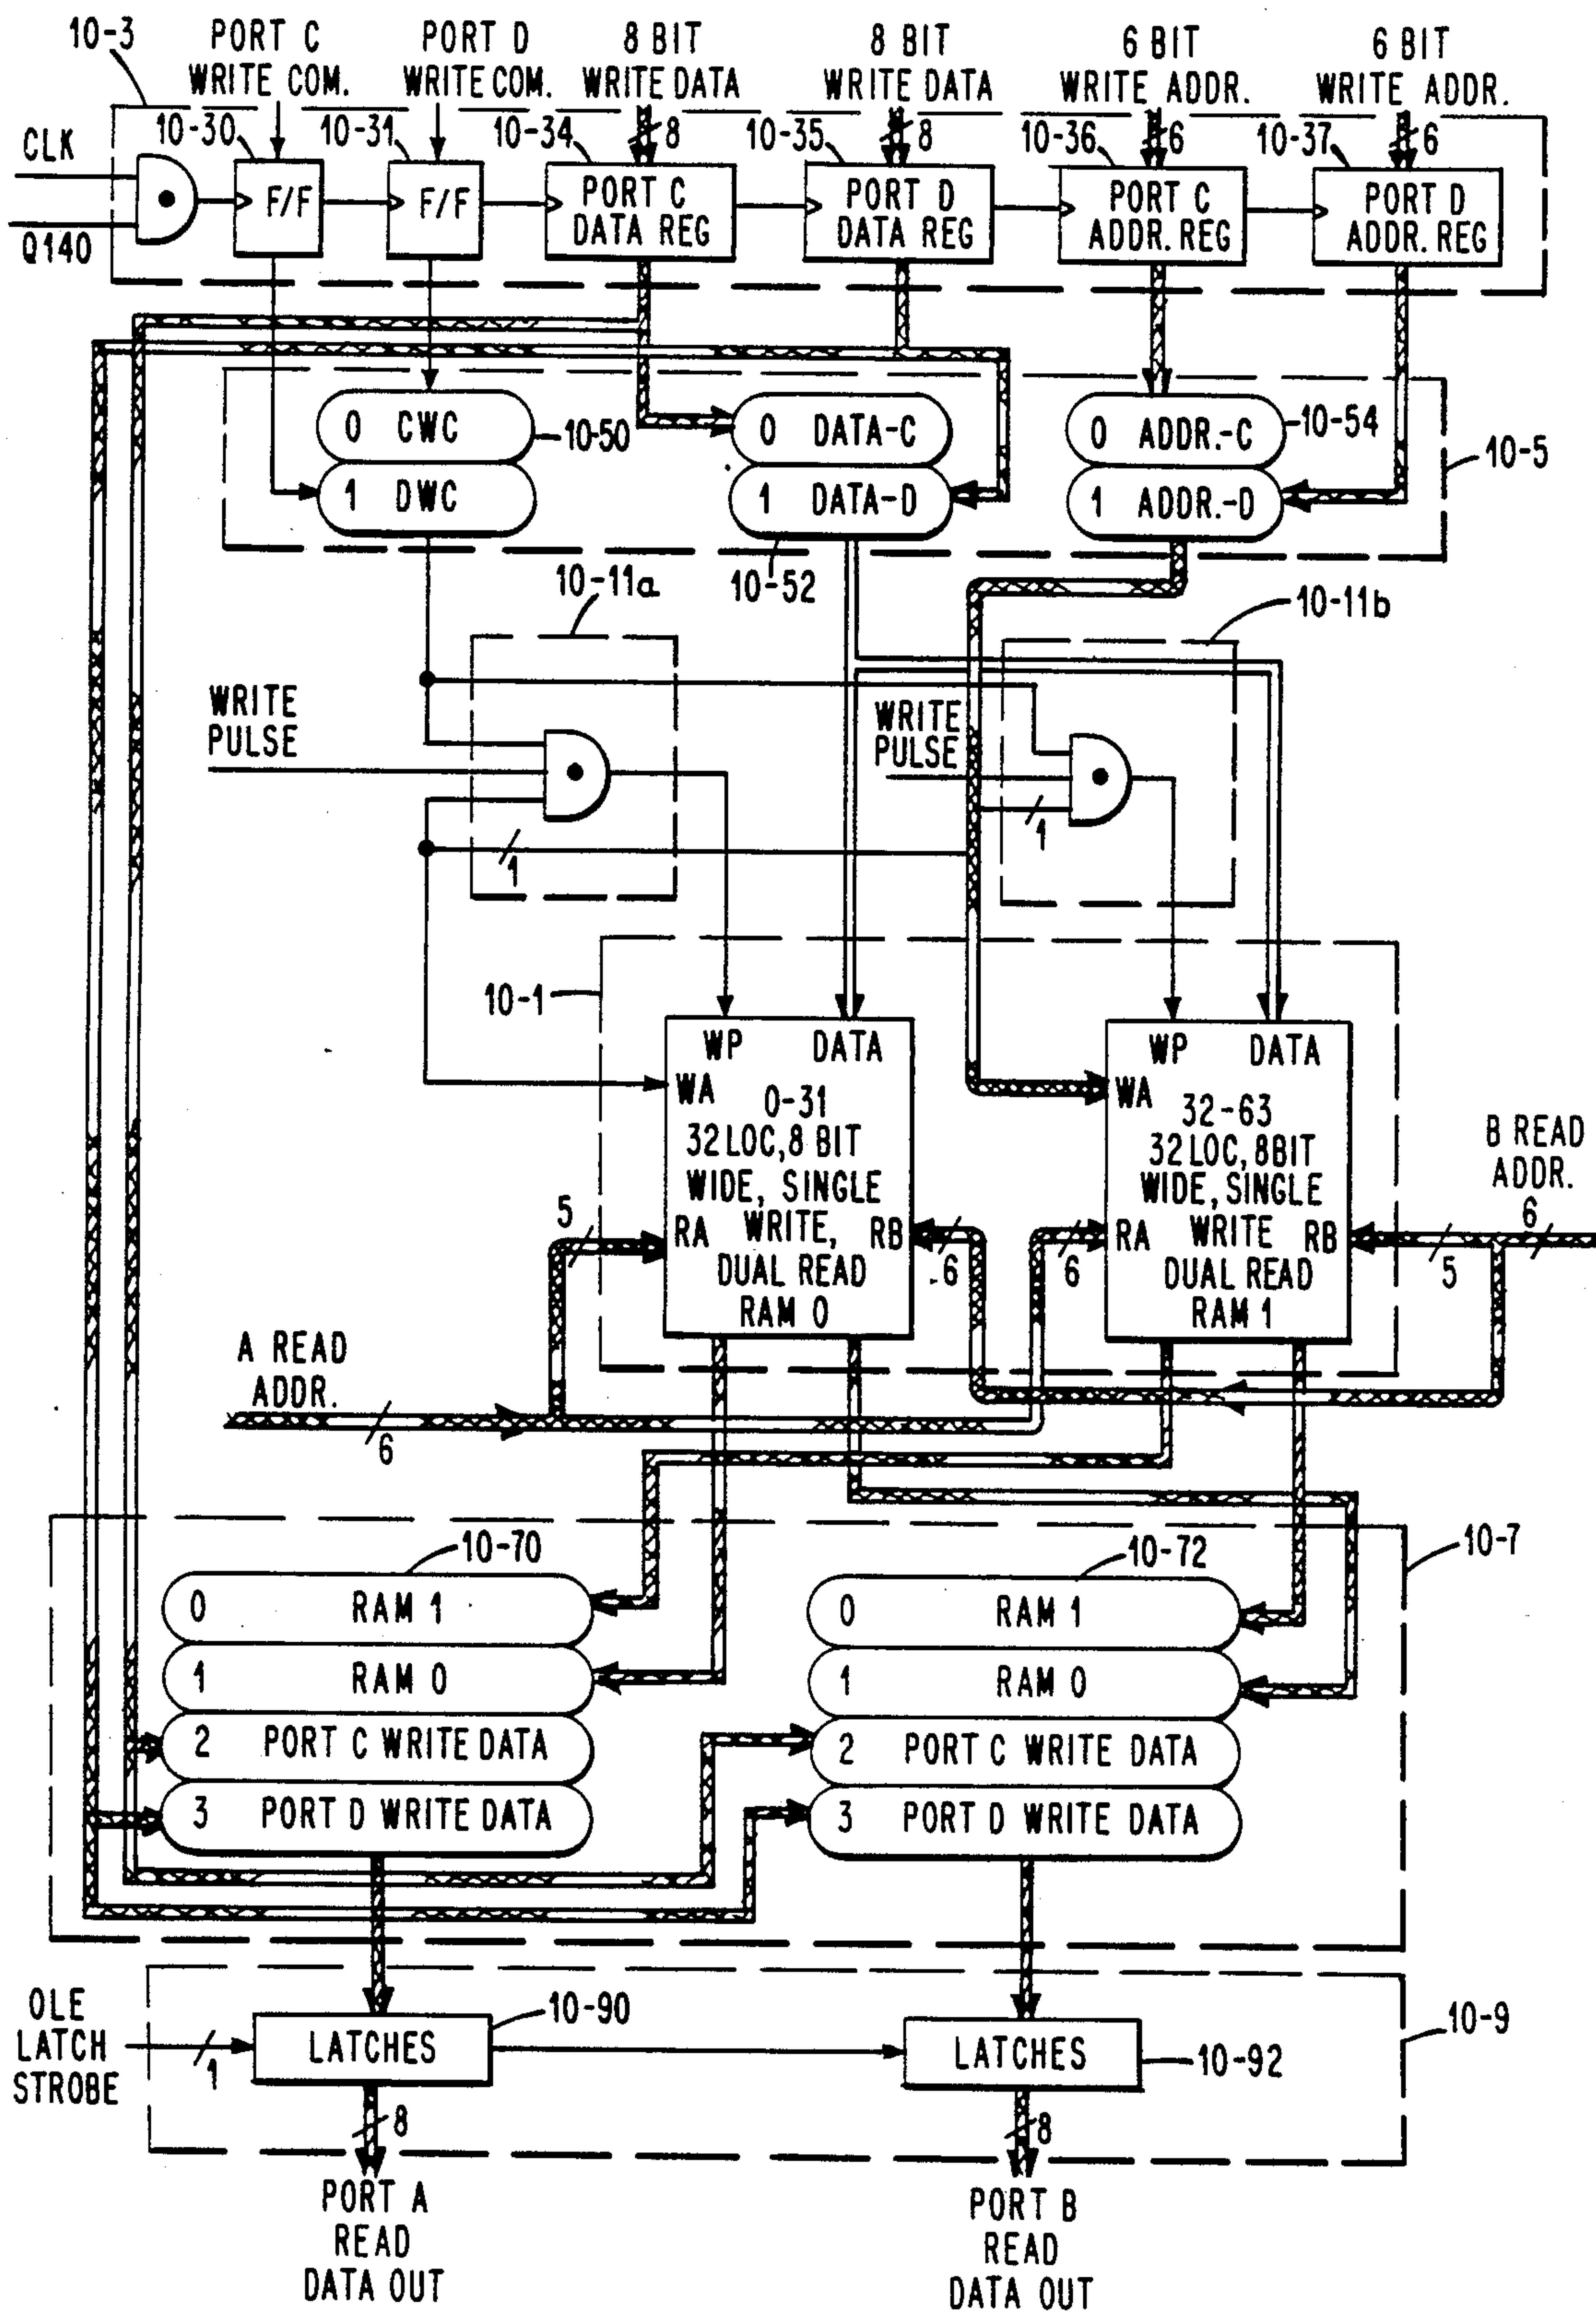 10-3
PORT C
WRITE COM.
PORT D
WRITE COM.
8 BIT
WRITE DATA
8 BIT
WRITE DATA
6 BIT
WRITE ADDR.
6 BIT
WRITE ADDR.
CLK
Q140
10-30
F/F
10-31
F/F
10-34
8
PORT C
DATA REG
10-35
8
PORT D
DATA REG
10-36
6
PORT C
ADDR. REG
10-37
6
PORT D
ADDR. REG
0 CWC
1 DWC
10-50
0 DATA-C
1 DATA-D
10-52
0 ADDR.-C
1 ADDR.-D
10-54
10-5
10-11a
10-11b
WRITE
PULSE
1
WRITE
PULSE
1
10-1
WP DATA
WA
0-31
32 LOC, 8 BIT
WIDE, SINGLE
WRITE,
RA RB
DUAL READ
RAM 0
WP DATA
WA
32-63
32 LOC, 8BIT
WIDE, SINGLE
RA WRITE RB
DUAL READ
RAM 1
5
6
6
5
6
B READ
ADDR.
A READ
ADDR.
6
10-70
0 RAM 1
1 RAM 0
2 PORT C WRITE DATA
3 PORT D WRITE DATA
10-72
0 RAM 1
1 RAM 0
2 PORT C WRITE DATA
3 PORT D WRITE DATA
10-7
OLE
LATCH
STROBE
1
LATCHES
10-90
LATCHES
10-92
10-9
8
8
PORT A
READ
DATA OUT
PORT B
READ
DATA OUT